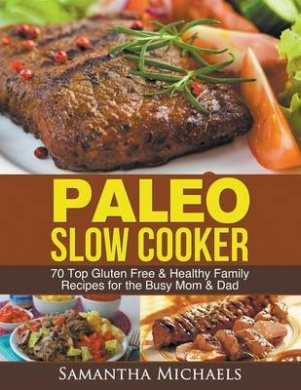 PALEO
SLOW COOKER
70 Top Gluten Free & Healthy Family
Recipes for the Busy Mom & Dad
SAMANTHA MICHAELS